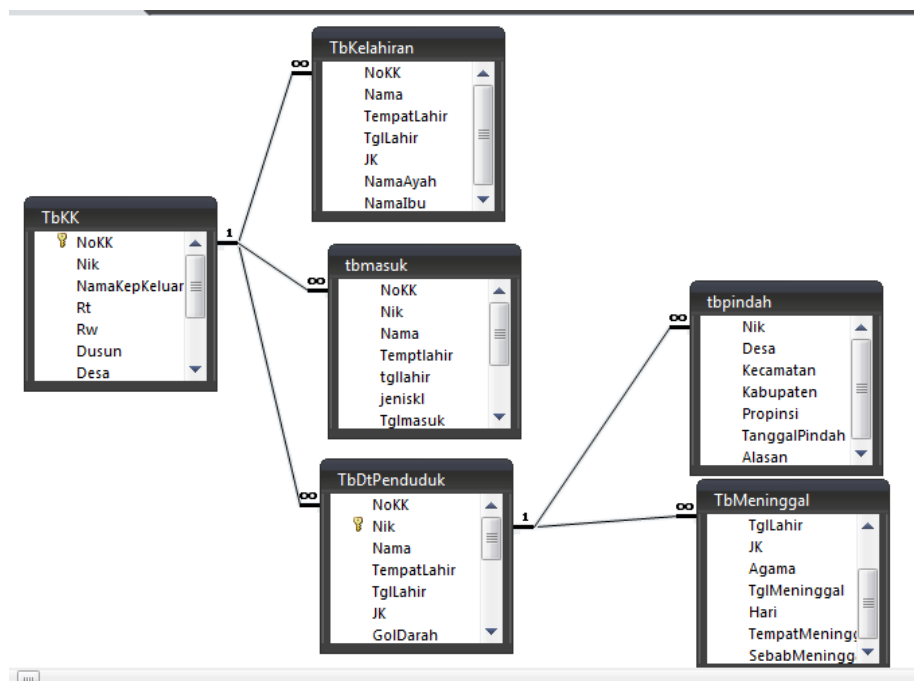 TbKelahiran
NoKK
Nama
TempatLahir
TglLahir
JK
NamaAyah
NamaIbu
TbKK
NoKK
Nik
NamaKepKeluar
Rt
Rw
Dusun
Desa
1
∞
∞
∞
tbmasuk
NoKK
Nik
Nama
Temptlahir
tgllahir
jeniskl
Tglmasuk
TbDtPenduduk
NoKK
Nik
Nama
TempatLahir
TglLahir
JK
GolDarah
1
∞
∞
tbpindah
Nik
Desa
Kecamatan
Kabupaten
Propinsi
TanggalPindah
Alasan
TbMeninggal
TglLahir
JK
Agama
TglMeninggal
Hari
TempatMeningg
SebabMeningg